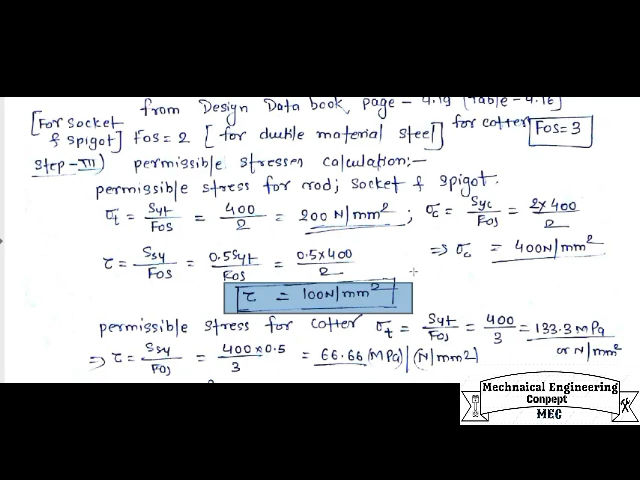 from Design Data book, page - 4.19 (Table - 4.16)
[For socket & spigot] FOS = 2 [for ductile material steel] for cotter FOS = 3
Step-III) permissible stresses calculation:-
permissible stress for rod; socket & spigot.
σt = Syt/FOS = 400/2 = 200 N/mm²; σc = Syc/FOS = 2×400/2
⇒ σc = 400N/mm²
τ = Ssy/FOS = 0.5Syt/FOS = 0.5×400/2
τ = 100N/mm²
permissible stress for cotter σt = Syt/FOS = 400/3 = 133.3 MPa or N/mm²
⇒ τ = Ssy/FOS = 400×0.5/3 = 66.66 (MPa) | (N/mm2)
Mechnaical Engineering
Conpept
MEC